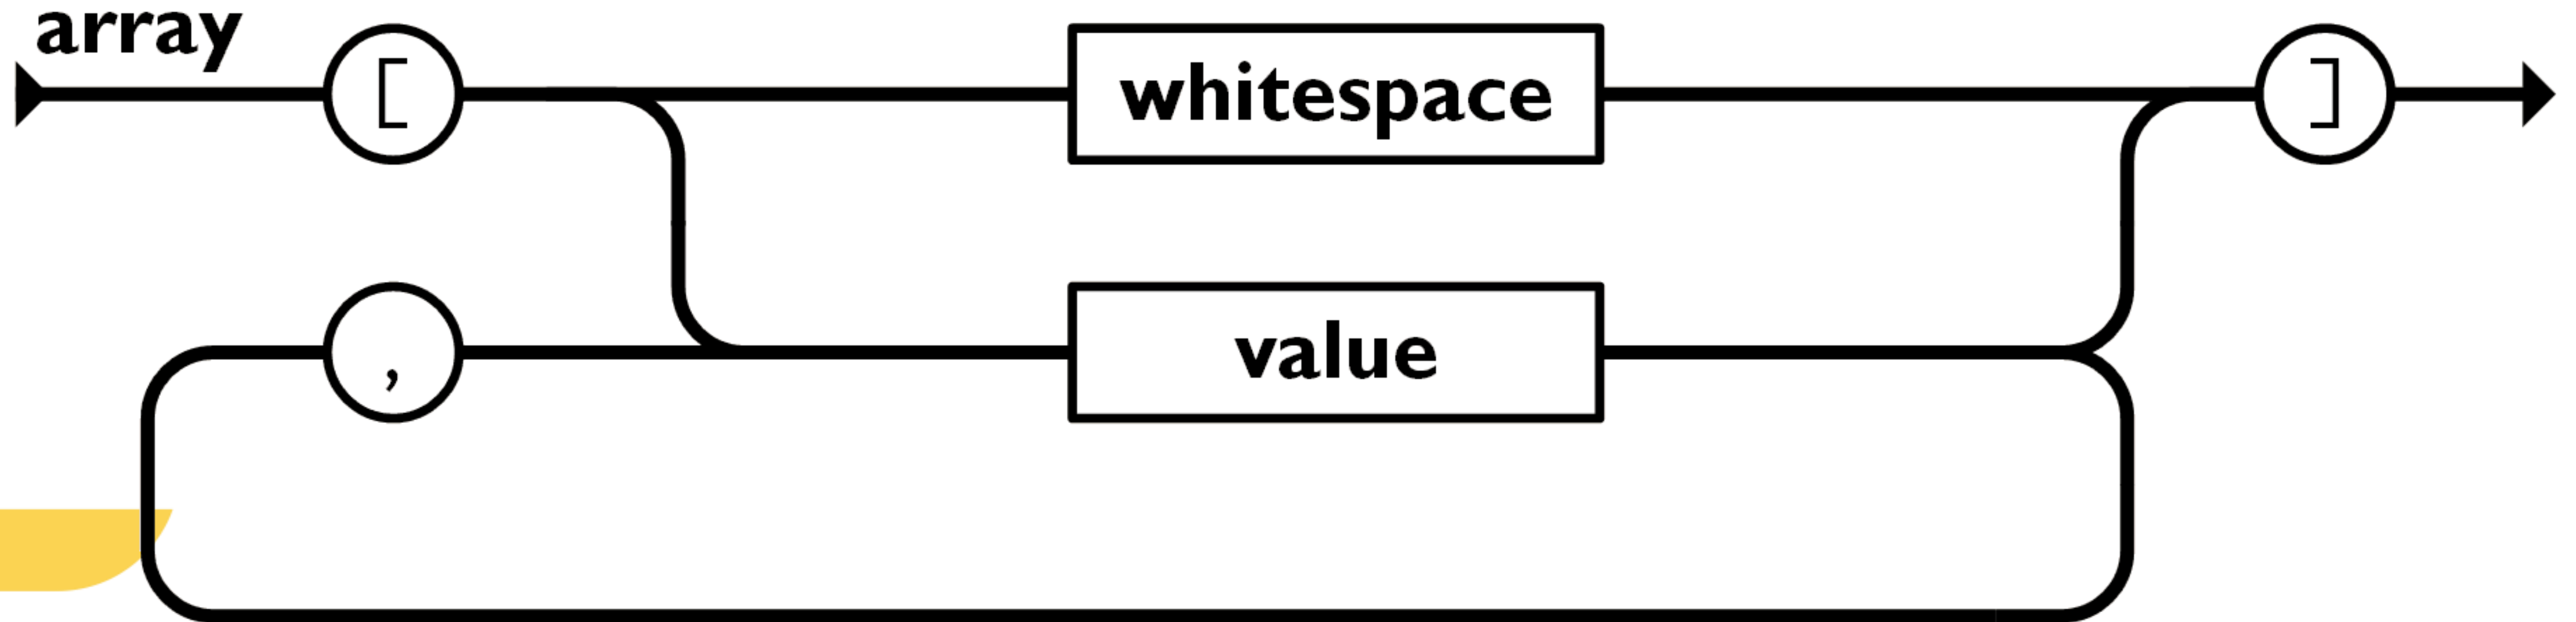 array
[ whitespace ]
, value